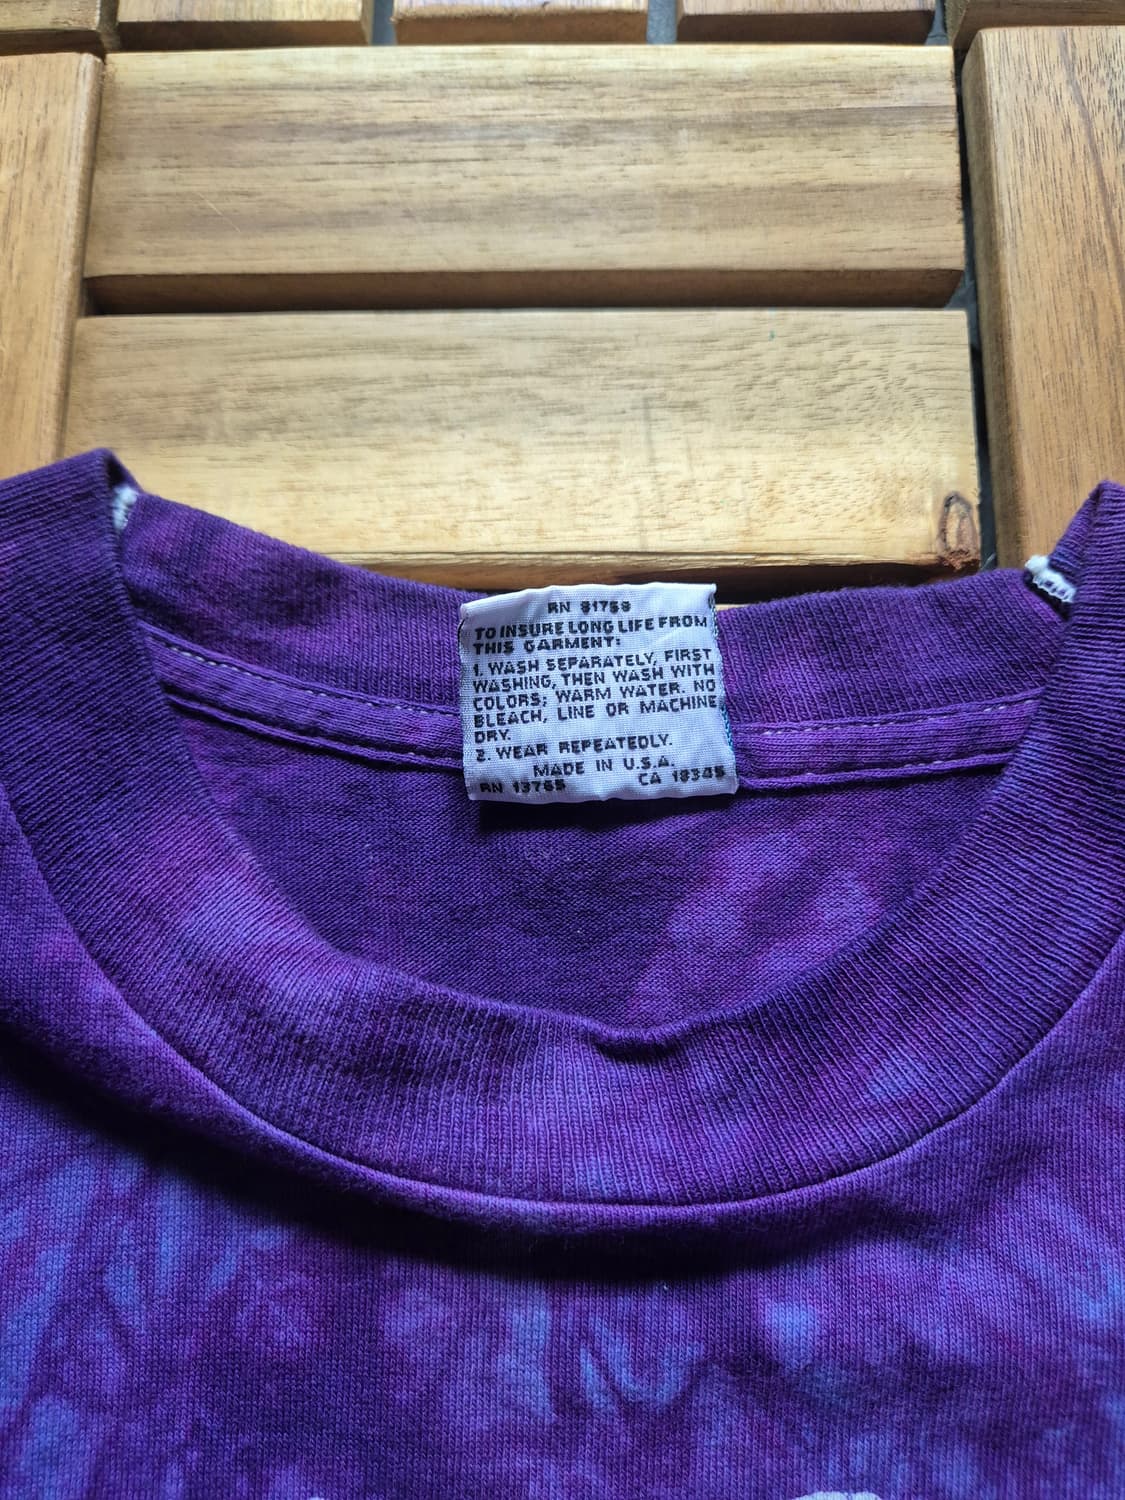 RN 81759
TO INSURE LONG LIFE FROM
THIS GARMENT:
1. WASH SEPARATELY, FIRST
WASHING, THEN WASH WITH
COLORS; WARM WATER. NO
BLEACH, LINE OR MACHINE
DRY.
2. WEAR REPEATEDLY.
MADE IN U.S.A.
RN 13765 CA 18345